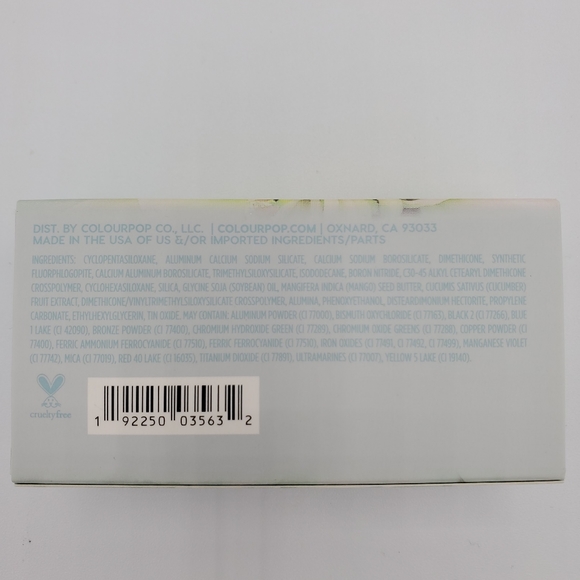 DIST. BY COLOURPOP CO., LLC. | COLOURPOP.COM | OXNARD, CA 93033
MADE IN THE USA OF US &/OR IMPORTED INGREDIENTS/PARTS
INGREDIENTS: CYCLOPENTASILOXANE, ALUMINUM CALCIUM SODIUM SILICATE, CALCIUM SODIUM BOROSILICATE, DIMETHICONE, SYNTHETIC
FLUORPHLOGOPITE, CALCIUM ALUMINUM BOROSILICATE, TRIMETHYLSILOXYSILICATE, ISODODECANE, BORON NITRIDE, C30-45 ALKYL CETEARYL DIMETHICONE
CROSSPOLYMER, CYCLOHEXASILOXANE, SILICA, GLYCINE SOJA (SOYBEAN) OIL, MANGIFERA INDICA (MANGO) SEED BUTTER, CUCUMIS SATIVUS (CUCUMBER)
FRUIT EXTRACT, DIMETHICONE/VINYLTRIMETHYLSILOXYSILICATE CROSSPOLYMER, ALUMINA, PHENOXYETHANOL, DISTEARDIMONIUM HECTORITE, PROPYLENE
CARBONATE, ETHYLHEXYLGLYCERIN, TIN OXIDE. MAY CONTAIN: ALUMINUM POWDER (CI 77000), BISMUTH OXYCHLORIDE (CI 77163), BLACK 2 (CI 77266), BLUE
1 LAKE (CI 42090), BRONZE POWDER (CI 77400), CHROMIUM HYDROXIDE GREEN (CI 77289), CHROMIUM OXIDE GREENS (CI 77288), COPPER POWDER (CI
77400), FERRIC AMMONIUM FERROCYANIDE (CI 77510), FERRIC FERROCYANIDE (CI 77510), IRON OXIDES (CI 77491, CI 77492, CI 77499), MANGANESE VIOLET
(CI 77742), MICA (CI 77019), RED 40 LAKE (CI 16035), TITANIUM DIOXIDE (CI 77891), ULTRAMARINES (CI 77007), YELLOW 5 LAKE (CI 19140).
crueltyfree
1 92250 03563 2